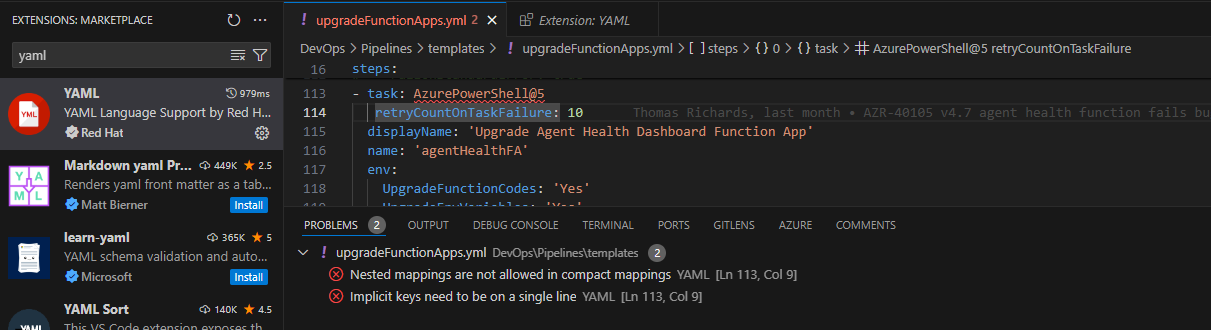 EXTENSIONS: MARKETPLACE
yaml
YAML
979ms
YAML Language Support by Red H...
Red Hat
Markdown yaml Pr...
449K
2.5
Renders yaml front matter as a tab...
Matt Bierner
Install
learn-yaml
365K
5
YAML schema validation and auto...
Microsoft
Install
YAML Sort
140K
4.5
This VS Code extension exposes th...
! upgradeFunctionApps.yml 2
Extension: YAML
DevOps > Pipelines > templates > ! upgradeFunctionApps.yml > [ ] steps > {} 0 > {} task > AzurePowerShell@5 retryCountOnTaskFailure
16 steps:
113 - task: AzurePowerShell@5
114 retryCountOnTaskFailure: 10 Thomas Richards, last month • AZR-40105 v4.7 agent health function fails bu
115 displayName: 'Upgrade Agent Health Dashboard Function App'
116 name: 'agentHealthFA'
117 env:
118 UpgradeFunctionCodes: 'Yes'
UpgradeEnvVariables: 'Yes'
PROBLEMS 2 OUTPUT DEBUG CONSOLE TERMINAL PORTS GITLENS AZURE COMMENTS
! upgradeFunctionApps.yml DevOps\Pipelines\templates 2
Nested mappings are not allowed in compact mappings YAML [Ln 113, Col 9]
Implicit keys need to be on a single line YAML [Ln 113, Col 9]